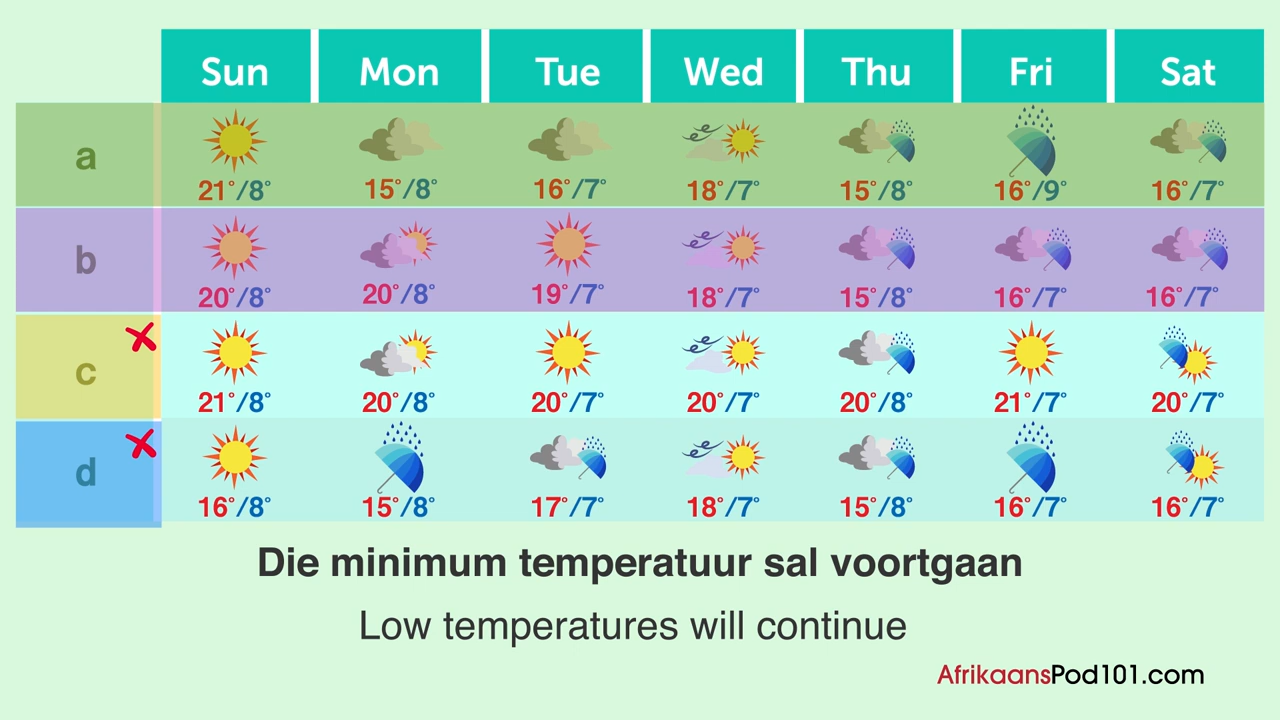 Sun Mon Tue Wed Thu Fri Sat
a
21°/8° 15°/8° 16°/7° 18°/7° 15°/8° 16°/9° 16°/7°
b
20°/8° 20°/8° 19°/7° 18°/7° 15°/8° 16°/7° 16°/7°
c
21°/8° 20°/8° 20°/7° 20°/7° 20°/8° 21°/7° 20°/7°
d
16°/8° 15°/8° 17°/7° 18°/7° 15°/8° 16°/7° 16°/7°
Die minimum temperatuur sal voortgaan
Low temperatures will continue
AfrikaansPod101.com